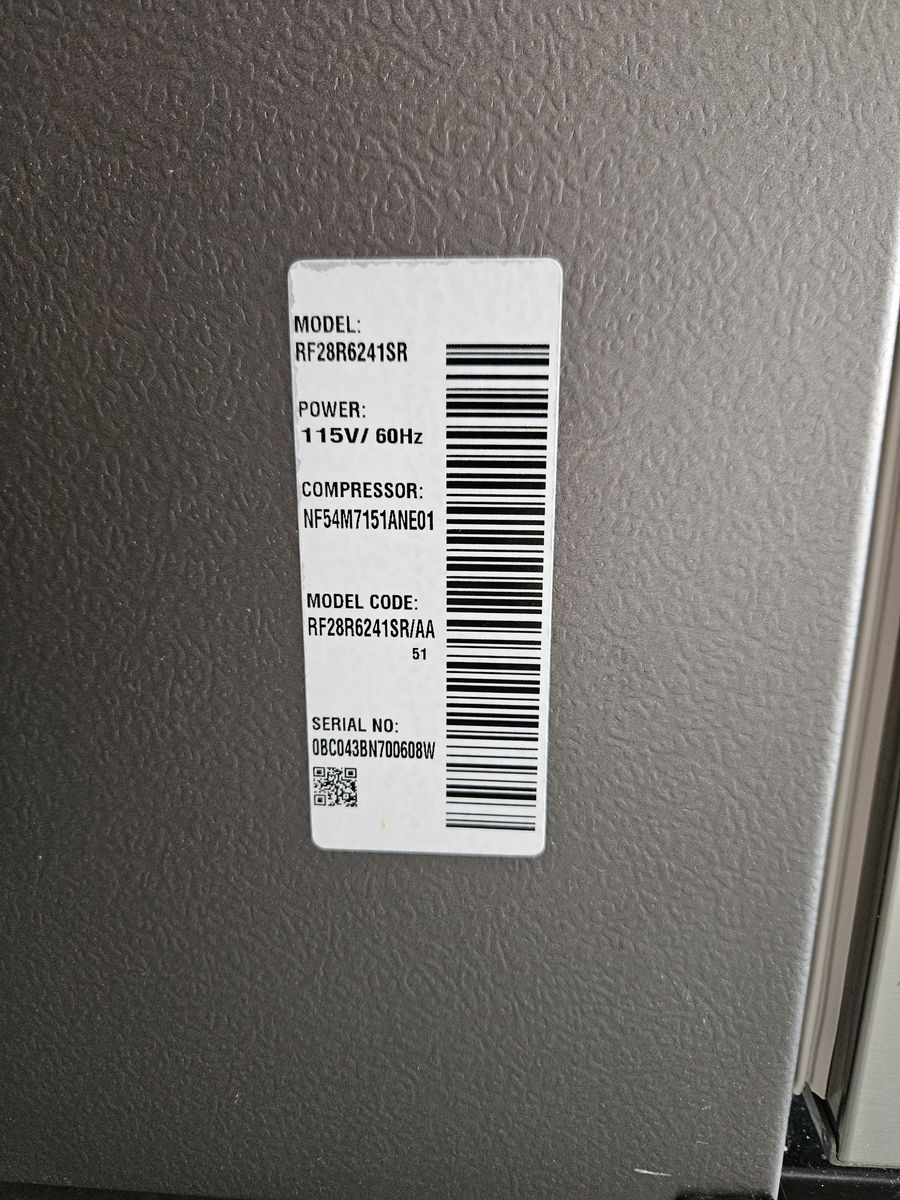 MODEL:
RF28R6241SR
POWER:
115V/ 60Hz
COMPRESSOR:
NF54M7151ANE01
MODEL CODE:
RF28R6241SR/AA
51
SERIAL NO:
0BC043BN700608W